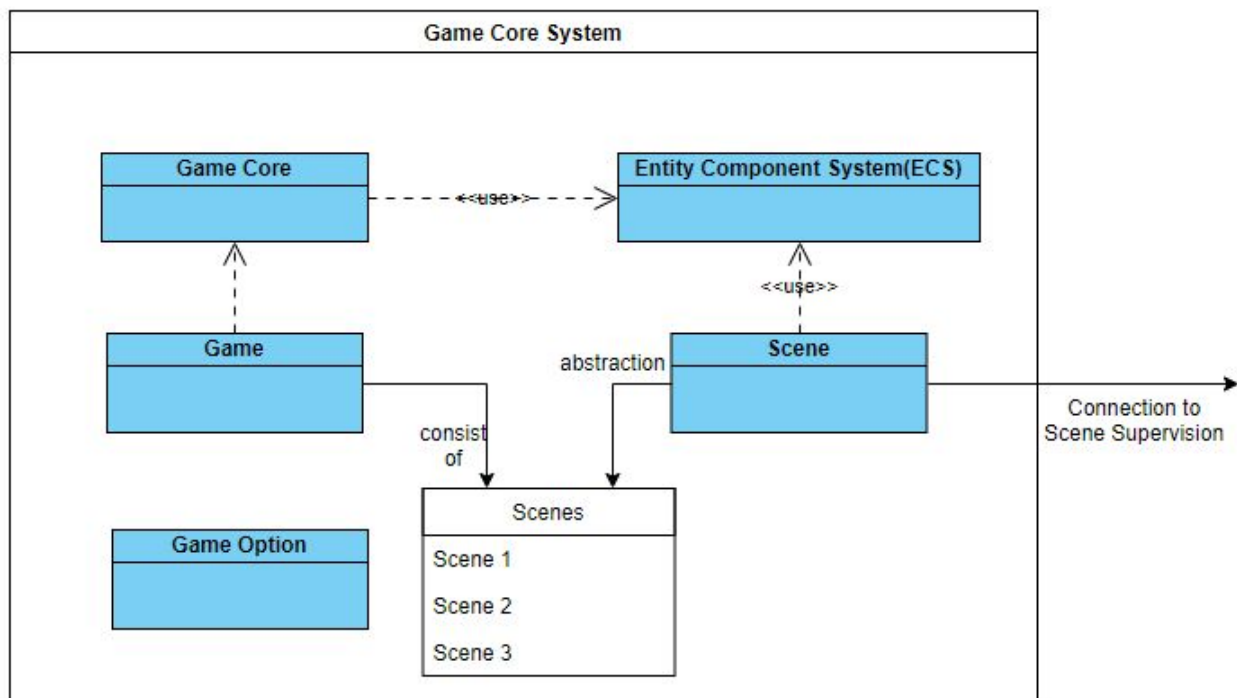 Game Core System
Game Core
<<use>>
Entity Component System(ECS)
<<use>>
Game
abstraction
Scene
consist
of
Connection to
Scene Supervision
Scenes
Scene 1
Scene 2
Scene 3
Game Option